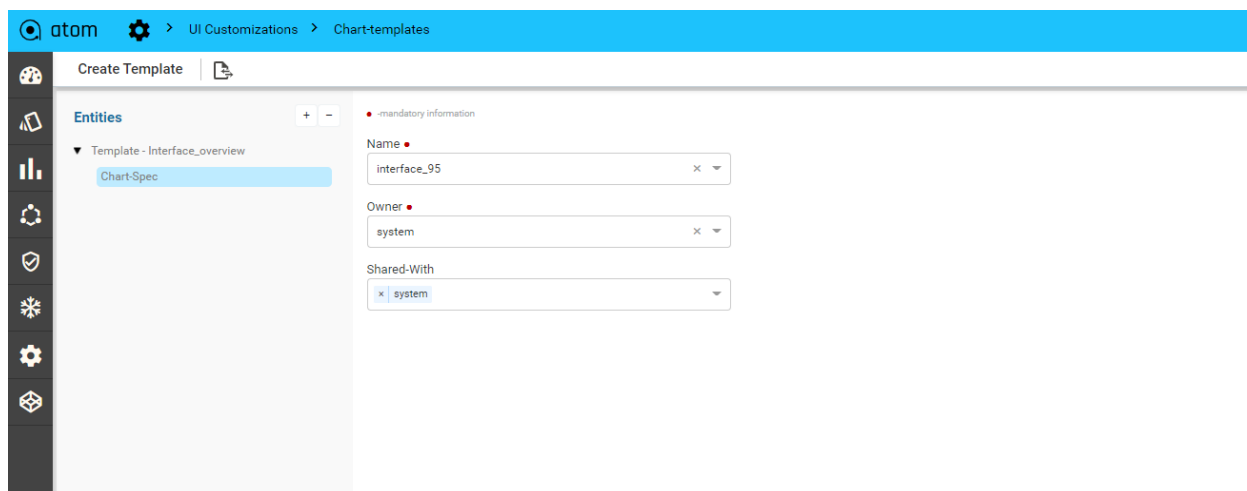 atom > UI Customizations > Chart-templates
Create Template
Entities + −
-mandatory information
Template - Interface_overview
Chart-Spec
Name
interface_95
Owner
system
Shared-With
× system